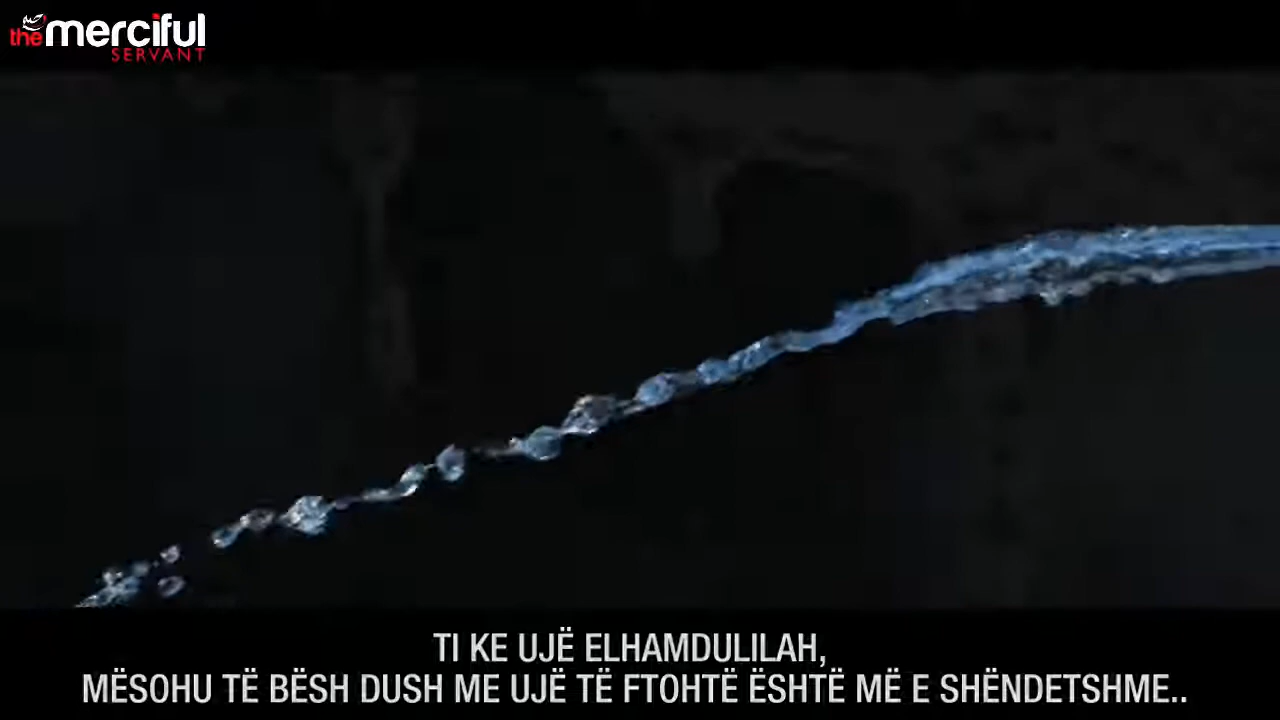 the merciful
SERVANT
TI KE UJË ELHAMDULILAH,
MËSOHU TË BËSH DUSH ME UJË TË FTOHTË ËSHTË MË E SHËNDETSHME..